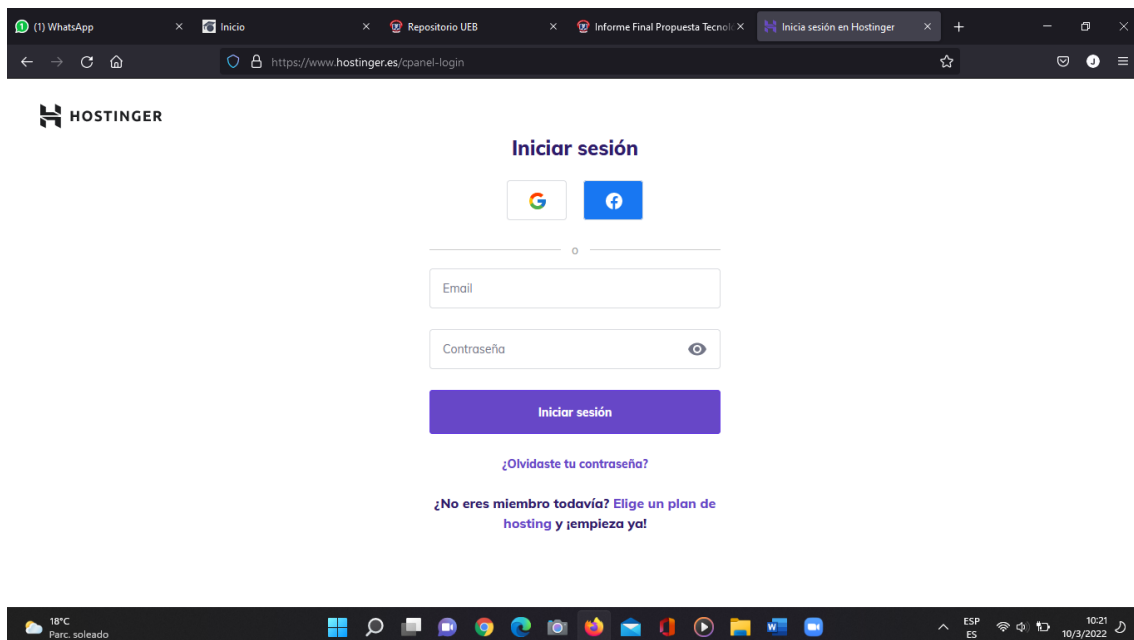 (1) WhatsApp
Inicio
Repositorio UEB
Informe Final Propuesta Tecnoló
Inicia sesión en Hostinger
https://www.hostinger.es/cpanel-login
J
HOSTINGER
Iniciar sesión
o
Email
Contraseña
Iniciar sesión
¿Olvidaste tu contraseña?
¿No eres miembro todavía? Elige un plan de
hosting y ¡empieza ya!
18°C
Parc. soleado
ESP
ES
10:21
10/3/2022